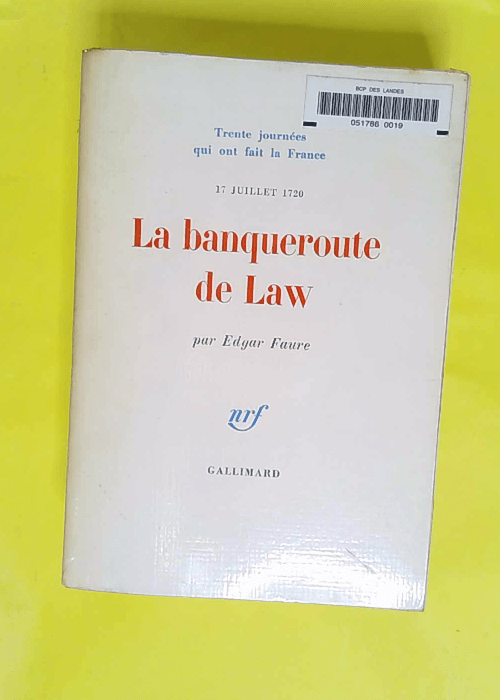 BCP DES LANDES
051786 0019
Trente journées
qui ont fait la France
17 JUILLET 1720
La banqueroute
de Law
par Edgar Faure
nrf
GALLIMARD